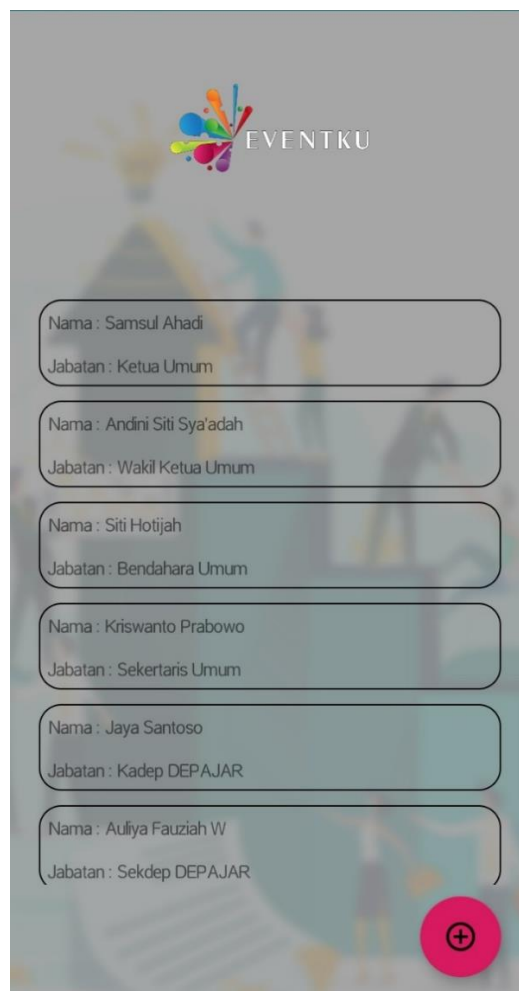 EVENTKU
Nama : Samsul Ahadi
Jabatan : Ketua Umum
Nama : Andini Siti Sya'adah
Jabatan : Wakil Ketua Umum
Nama : Siti Hotijah
Jabatan : Bendahara Umum
Nama : Kriswanto Prabowo
Jabatan : Sekertaris Umum
Nama : Jaya Santoso
Jabatan : Kadep DEPAJAR
Nama : Auliya Fauziah W
Jabatan : Sekdep DEPAJAR